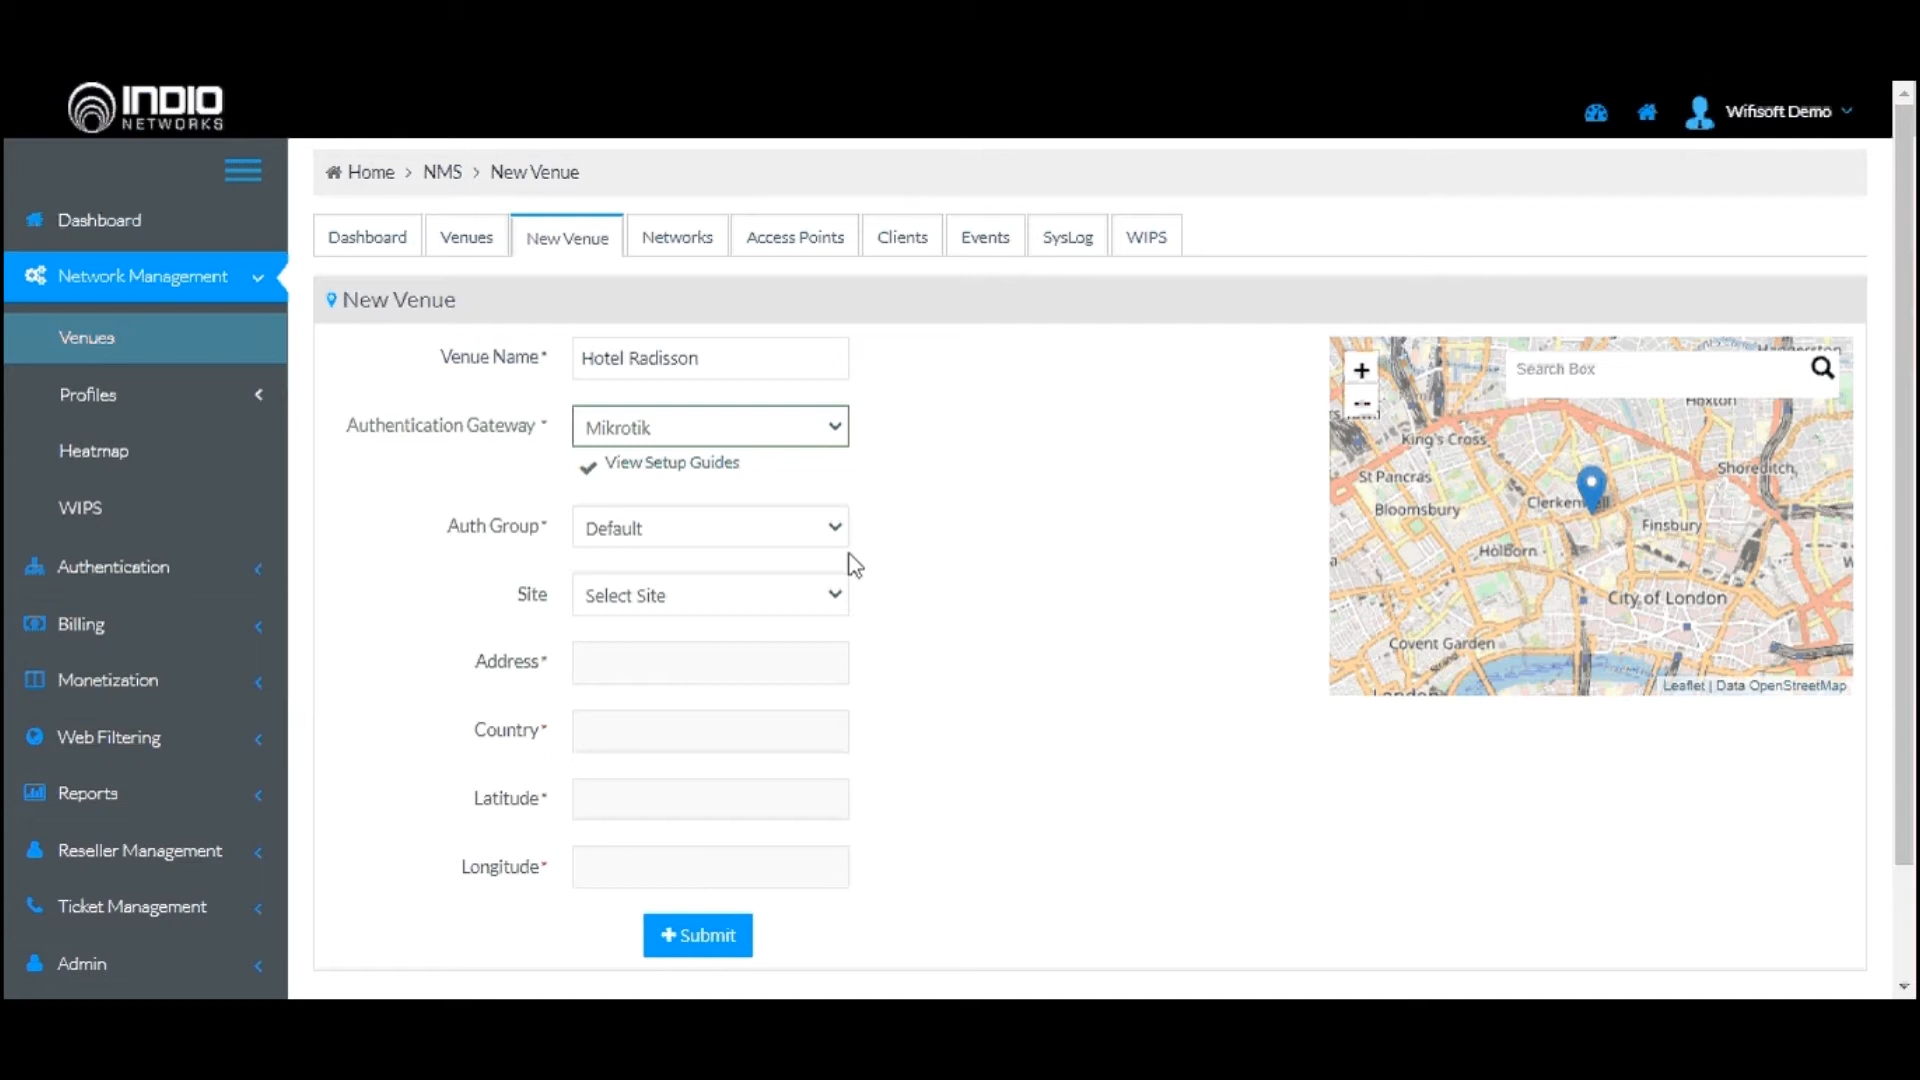 INDIO
NETWORKS
Wifisoft Demo
Home > NMS > New Venue
Dashboard
Network Management
Venues
Profiles
Heatmap
WIPS
Authentication
Billing
Monetization
Web Filtering
Reports
Reseller Management
Ticket Management
Admin
Dashboard Venues New Venue Networks Access Points Clients Events SysLog WIPS
New Venue
Venue Name* Hotel Radisson
Authentication Gateway * Mikrotik
View Setup Guides
Auth Group* Default
Site Select Site
Address*
Country*
Latitude*
Longitude*
+ Submit
+
-
Search Box
Hoxton
King's Cross
Shoreditch
St Pancras
Bloomsbury
Finsbury
Holborn
City of London
Covent Garden
Strand
Leaflet | Data OpenStreetMap